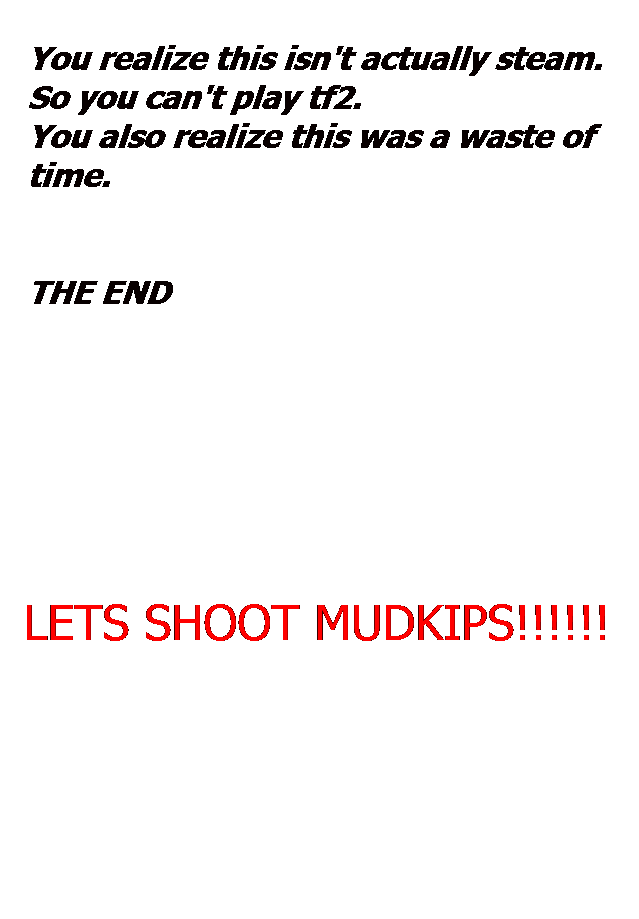 You realize this isn't actually steam.
So you can't play tf2.
You also realize this was a waste of
time.
THE END
LETS SHOOT MUDKIPS!!!!!!